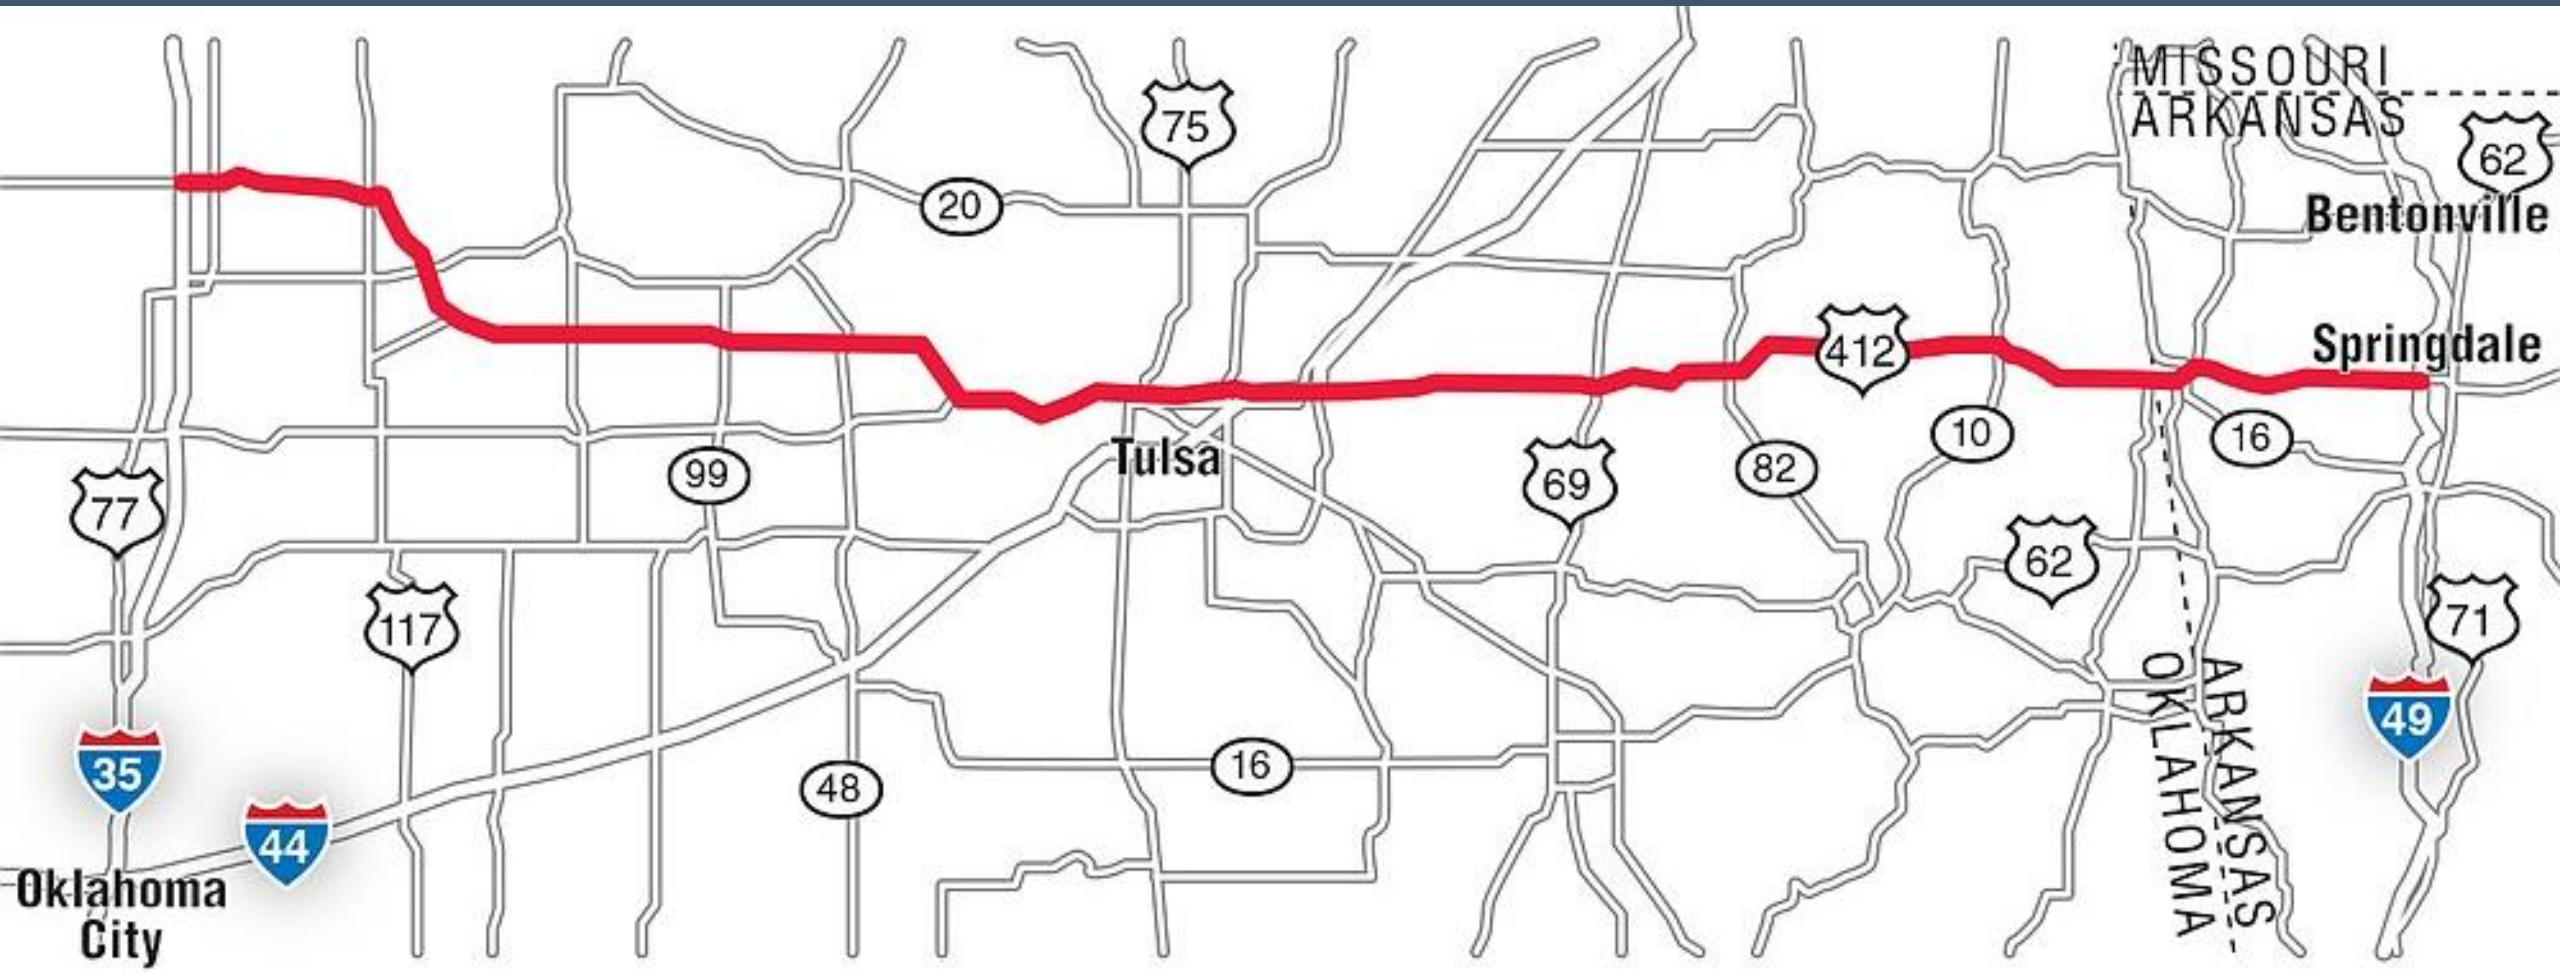 MISSOURI
ARKANSAS
75
62
20
Bentonville
412
Springdale
Tulsa
99
69
82
10
16
77
62
117
71
ARKANSAS
OKLAHOMA
35
49
16
48
44
Oklahoma
City